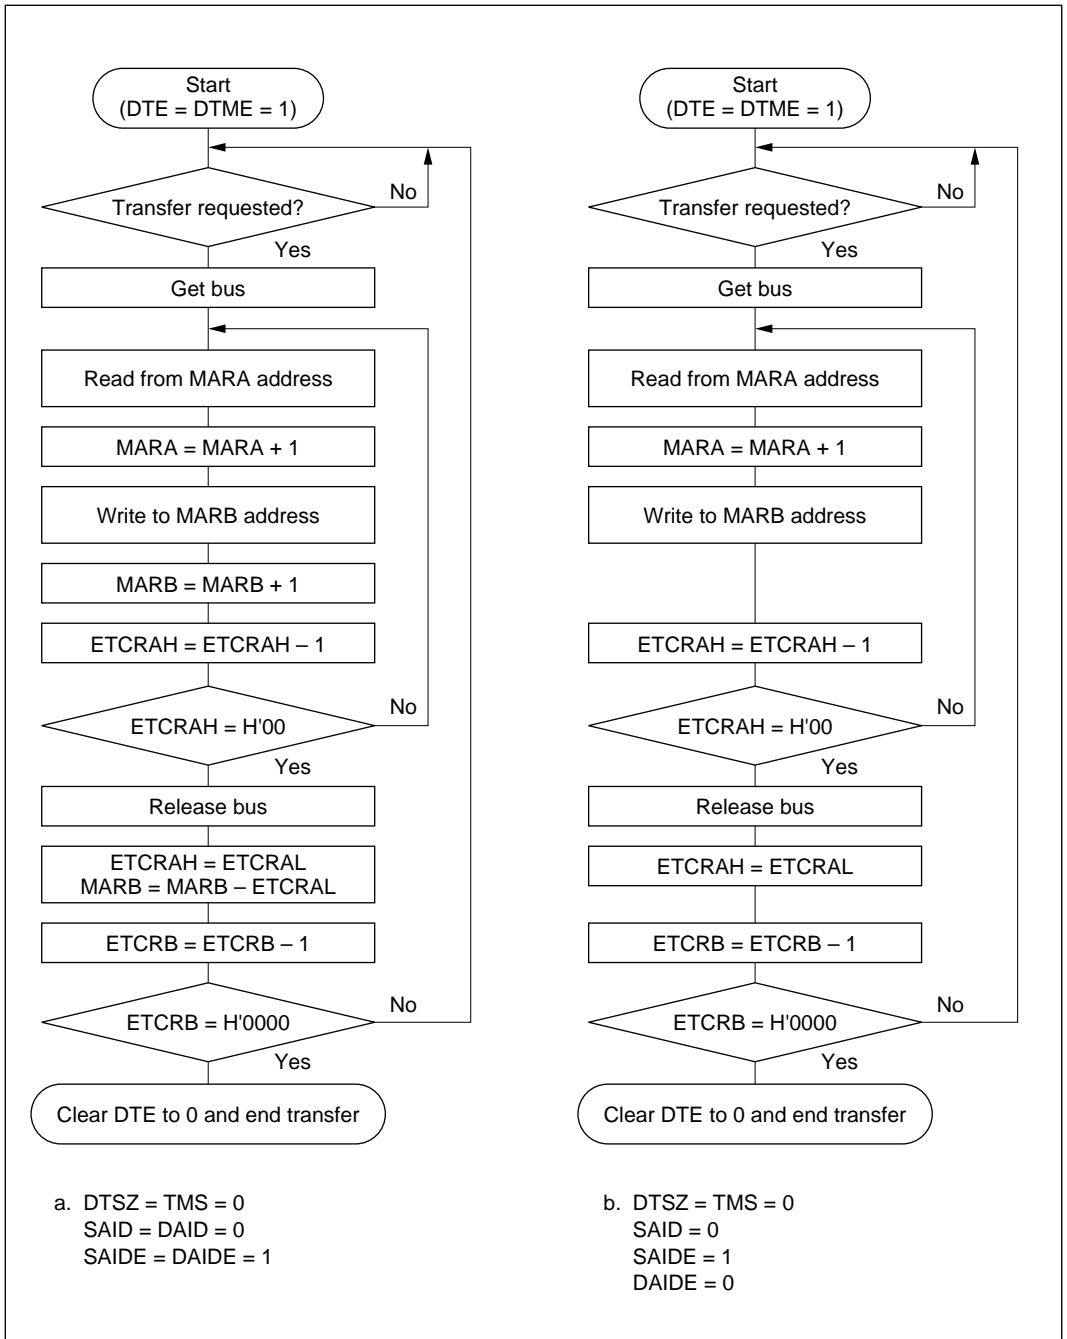 Start
(DTE = DTME = 1)
Transfer requested?
No
Yes
Get bus
Read from MARA address
MARA = MARA + 1
Write to MARB address
MARB = MARB + 1
ETCRAH = ETCRAH – 1
ETCRAH = H'00
No
Yes
Release bus
ETCRAH = ETCRAL
MARB = MARB – ETCRAL
ETCRB = ETCRB – 1
ETCRB = H'0000
No
Yes
Clear DTE to 0 and end transfer
a. DTSZ = TMS = 0
SAID = DAID = 0
SAIDE = DAIDE = 1
Start
(DTE = DTME = 1)
Transfer requested?
No
Yes
Get bus
Read from MARA address
MARA = MARA + 1
Write to MARB address
ETCRAH = ETCRAH – 1
ETCRAH = H'00
No
Yes
Release bus
ETCRAH = ETCRAL
ETCRB = ETCRB – 1
ETCRB = H'0000
No
Yes
Clear DTE to 0 and end transfer
b. DTSZ = TMS = 0
SAID = 0
SAIDE = 1
DAIDE = 0